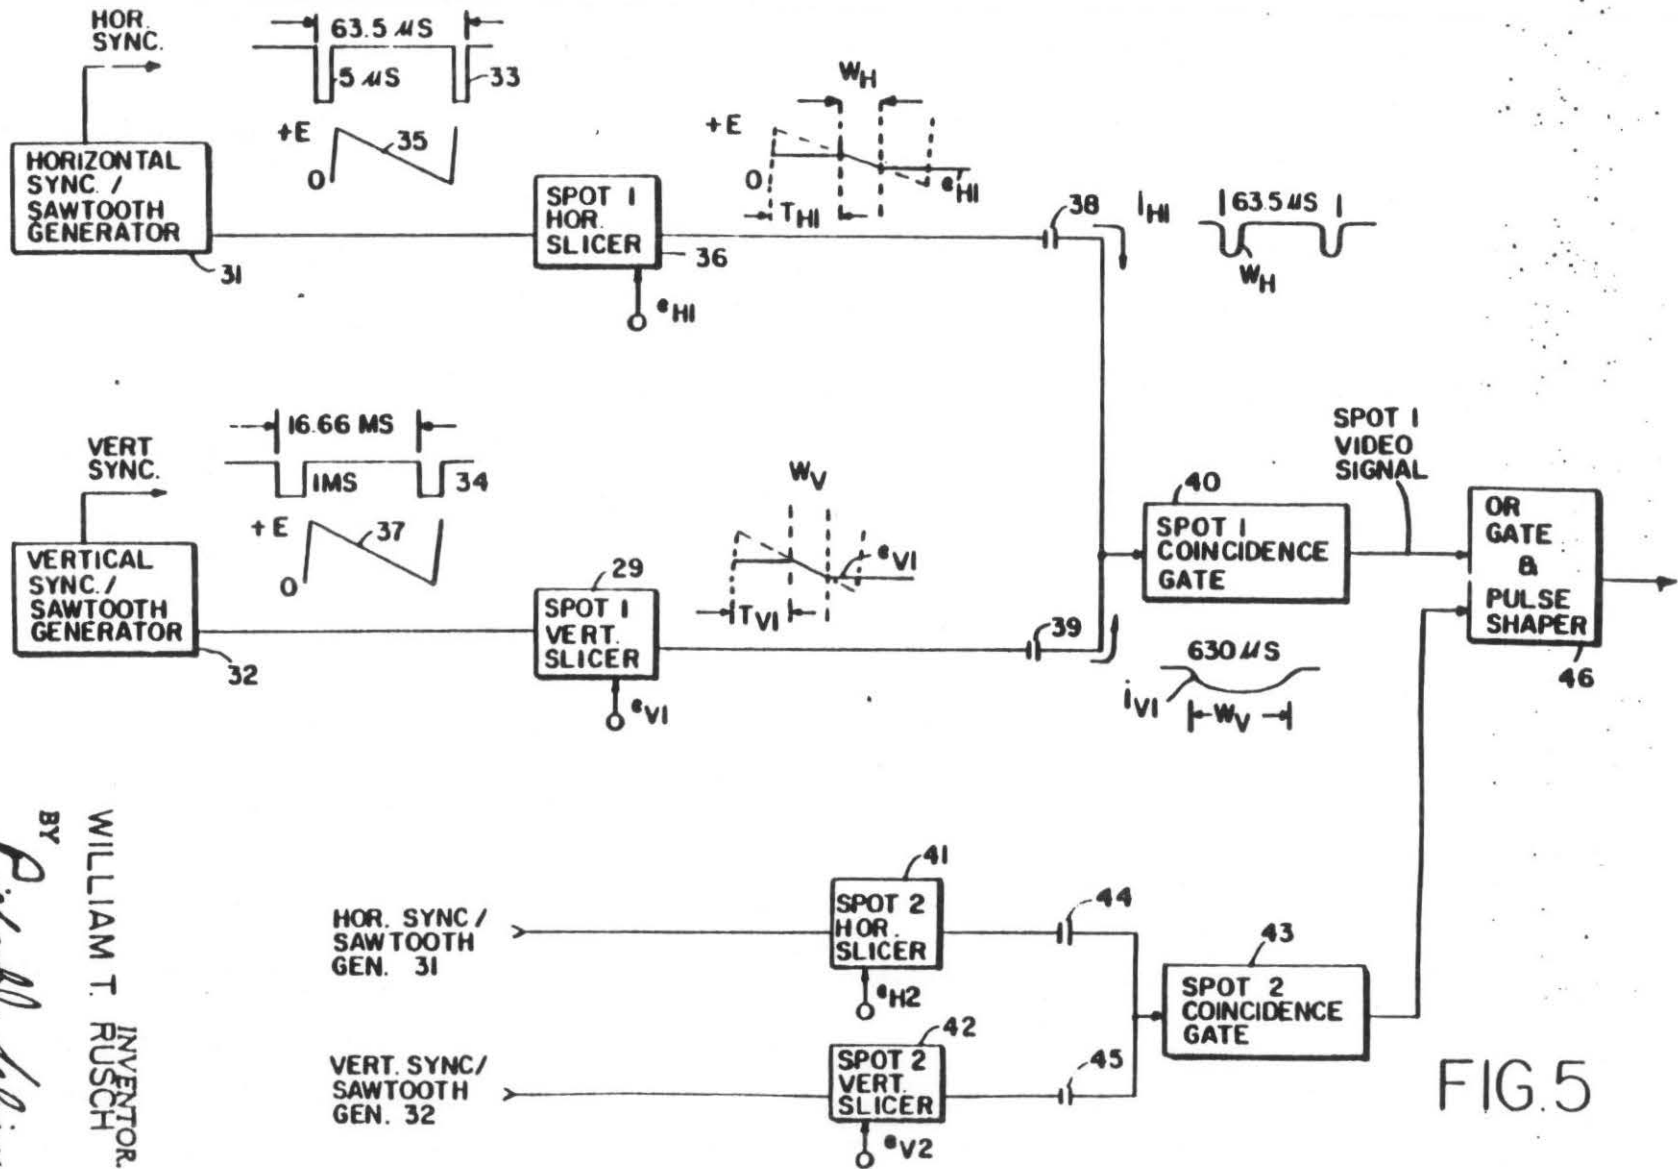 HOR.
SYNC.
63.5 µS
5 µS
33
+E
35
O
HORIZONTAL
SYNC. /
SAWTOOTH
GENERATOR
31
SPOT 1
HOR.
SLICER
36
eH1
WH
+E
O
eH1
TH1
38
iH1
63.5 µS
WH
VERT
SYNC.
16.66 MS
1MS
34
+E
37
O
VERTICAL
SYNC./
SAWTOOTH
GENERATOR
32
29
SPOT 1
VERT.
SLICER
eV1
WV
eV1
TV1
39
40
SPOT 1
COINCIDENCE
GATE
630 µS
iV1
WV
SPOT 1
VIDEO
SIGNAL
OR
GATE
&
PULSE
SHAPER
46
HOR. SYNC /
SAWTOOTH
GEN. 31
41
SPOT 2
HOR.
SLICER
eH2
44
VERT. SYNC/
SAWTOOTH
GEN. 32
42
SPOT 2
VERT.
SLICER
eV2
45
43
SPOT 2
COINCIDENCE
GATE
FIG.5
INVENTOR.
WILLIAM T. RUSCH
BY